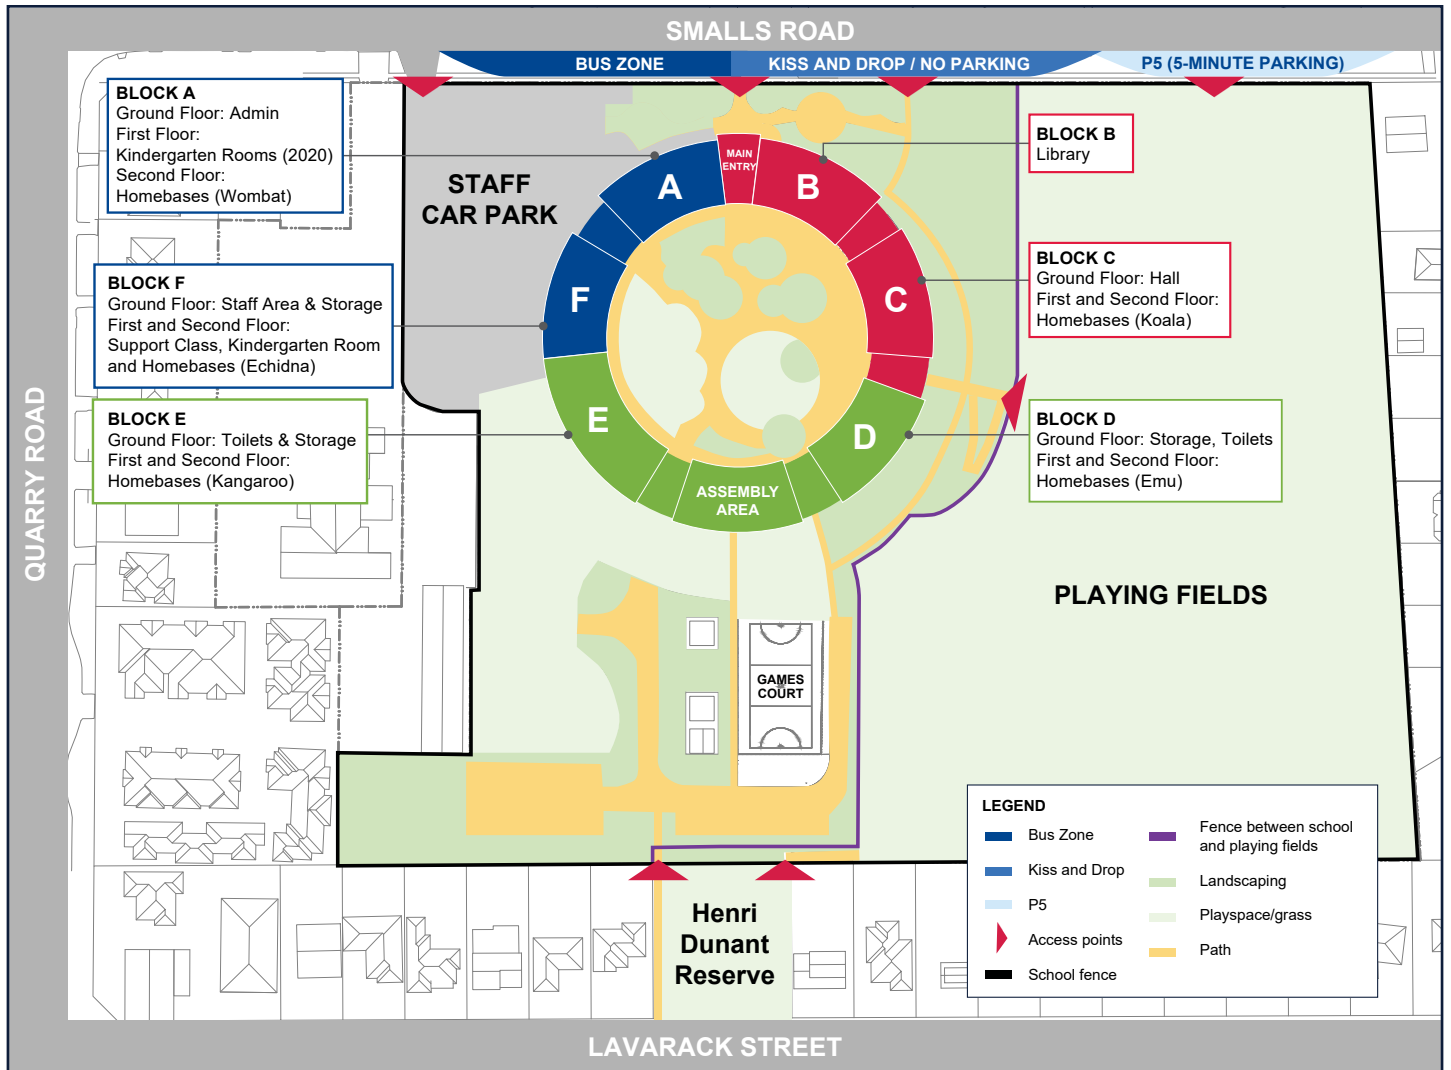 SMALLS ROAD
BUS ZONE
KISS AND DROP / NO PARKING
P5 (5-MINUTE PARKING)
BLOCK A
Ground Floor: Admin
First Floor:
Kindergarten Rooms (2020)
Second Floor:
Homebases (Wombat)
STAFF
CAR PARK
A
MAIN
ENTRY
B
BLOCK B
Library
BLOCK F
Ground Floor: Staff Area & Storage
First and Second Floor:
Support Class, Kindergarten Room
and Homebases (Echidna)
F
C
BLOCK C
Ground Floor: Hall
First and Second Floor:
Homebases (Koala)
BLOCK E
Ground Floor: Toilets & Storage
First and Second Floor:
Homebases (Kangaroo)
E
D
BLOCK D
Ground Floor: Storage, Toilets
First and Second Floor:
Homebases (Emu)
ASSEMBLY
AREA
QUARRY ROAD
PLAYING FIELDS
GAMES
COURT
LEGEND
Bus Zone
Kiss and Drop
P5
Access points
School fence
Fence between school
and playing fields
Landscaping
Playspace/grass
Path
Henri
Dunant
Reserve
LAVARACK STREET